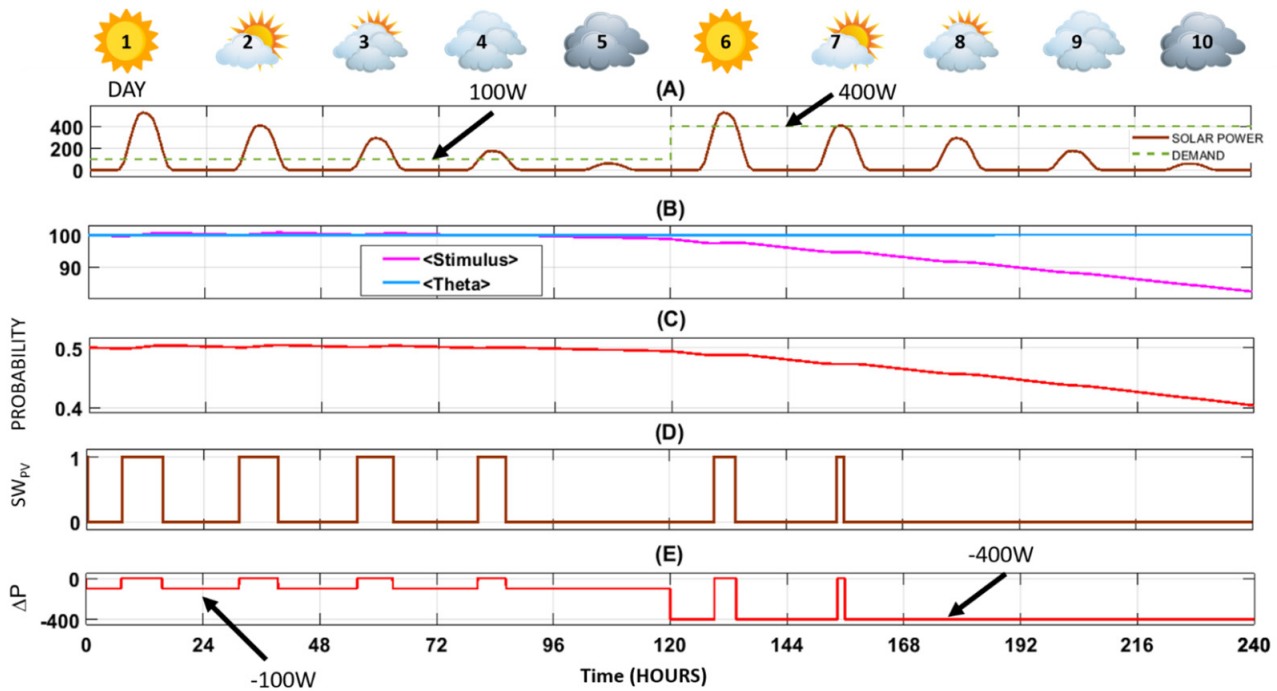 1 2 3 4 5 6 7 8 9 10
DAY 100W (A) 400W
400
200
0
SOLAR POWER
DEMAND
(B)
100
90
<Stimulus>
<Theta>
(C)
PROBABILITY
0.5
0.4
(D)
SWPV
1
0
(E)
-400W
ΔP
0
-400
0 24 48 72 96 120 144 168 192 216 240
-100W
Time (HOURS)